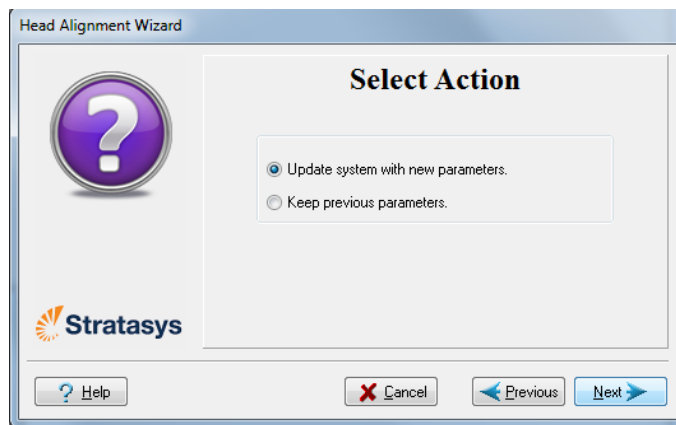 Head Alignment Wizard
Select Action
Update system with new parameters.
Keep previous parameters.
Stratasys
? Help
Cancel
Previous
Next